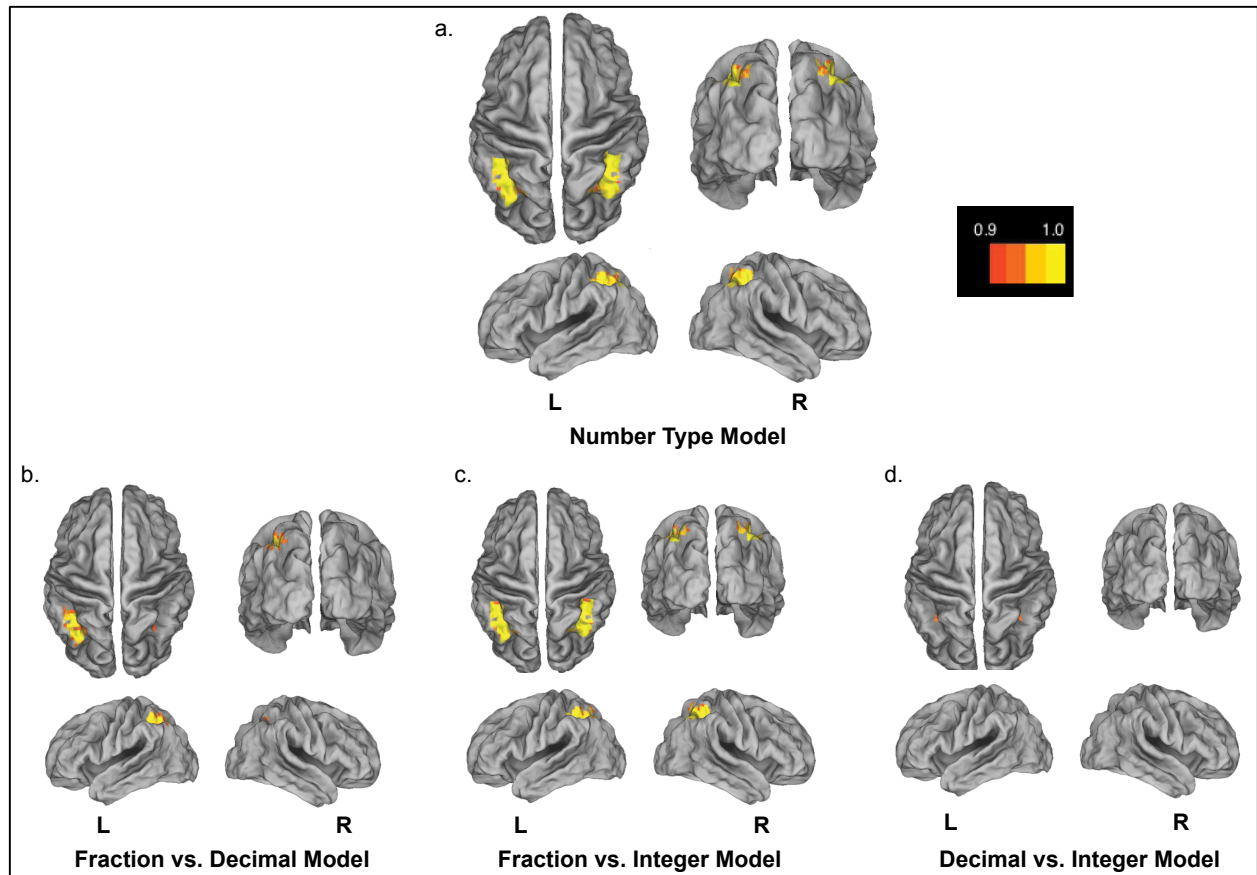 a.
0.9 1.0
L R
Number Type Model
b. c. d.
L R L R L R
Fraction vs. Decimal Model Fraction vs. Integer Model Decimal vs. Integer Model